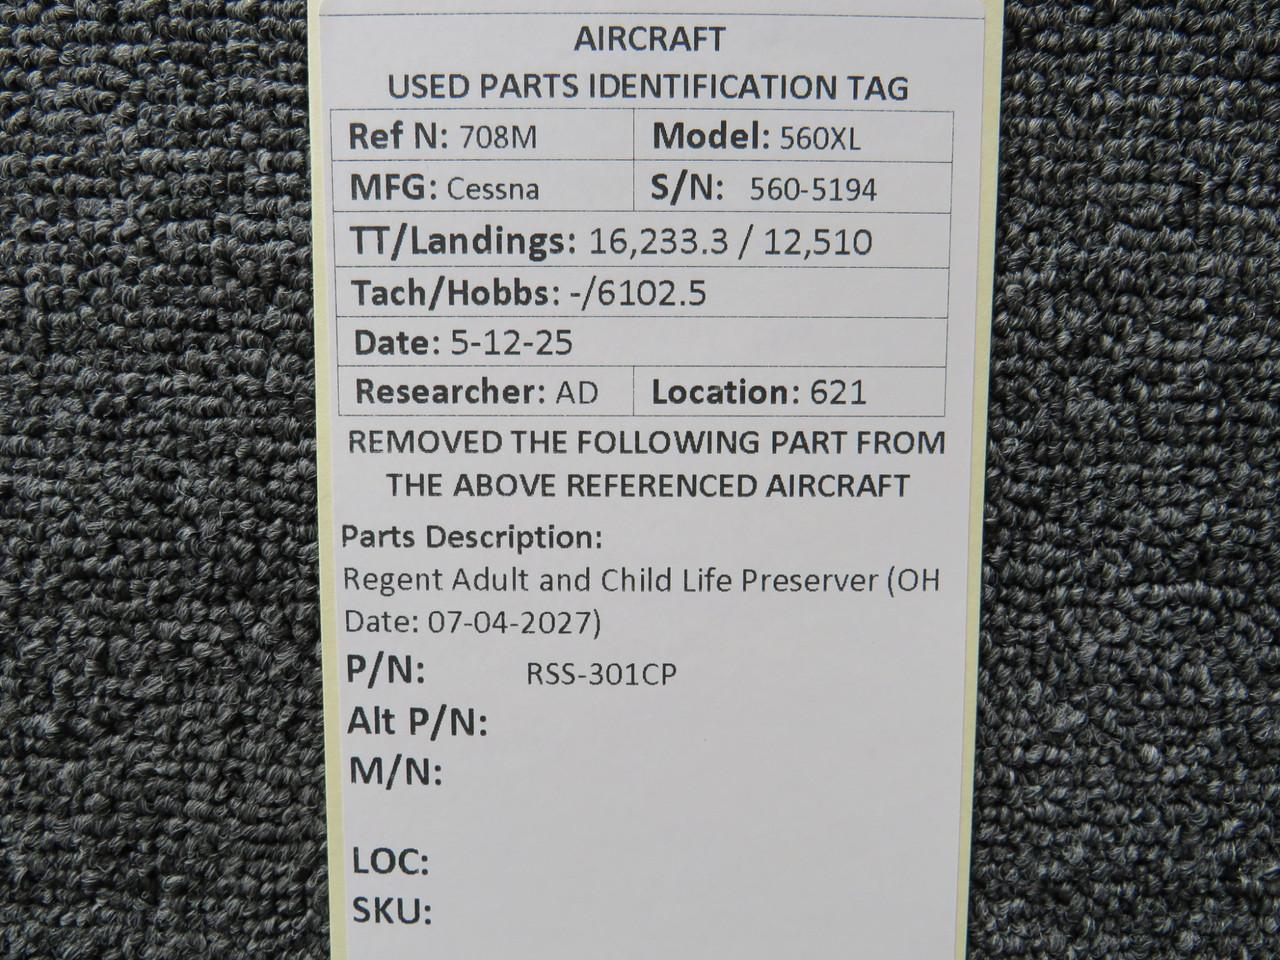 AIRCRAFT
USED PARTS IDENTIFICATION TAG
Ref N: 708M Model: 560XL
MFG: Cessna S/N: 560-5194
TT/Landings: 16,233.3 / 12,510
Tach/Hobbs: -/6102.5
Date: 5-12-25
Researcher: AD Location: 621
REMOVED THE FOLLOWING PART FROM
THE ABOVE REFERENCED AIRCRAFT
Parts Description:
Regent Adult and Child Life Preserver (OH
Date: 07-04-2027)
P/N: RSS-301CP
Alt P/N:
M/N:
LOC:
SKU: